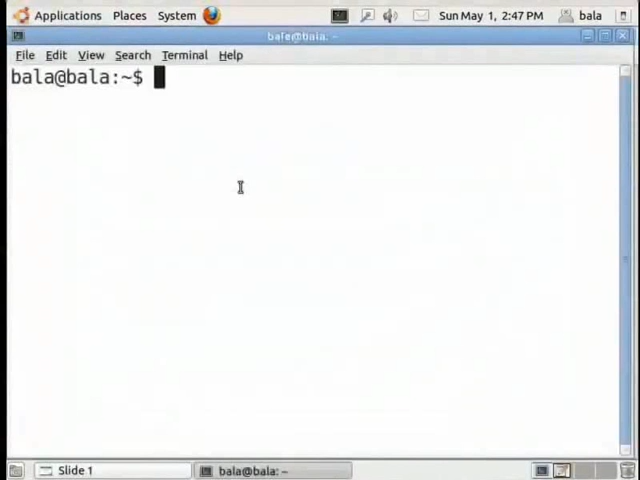 Applications Places System Sun May 1, 2:47 PM bala
bala@bala: ~
File Edit View Search Terminal Help
bala@bala:~$
Slide 1 bala@bala: ~